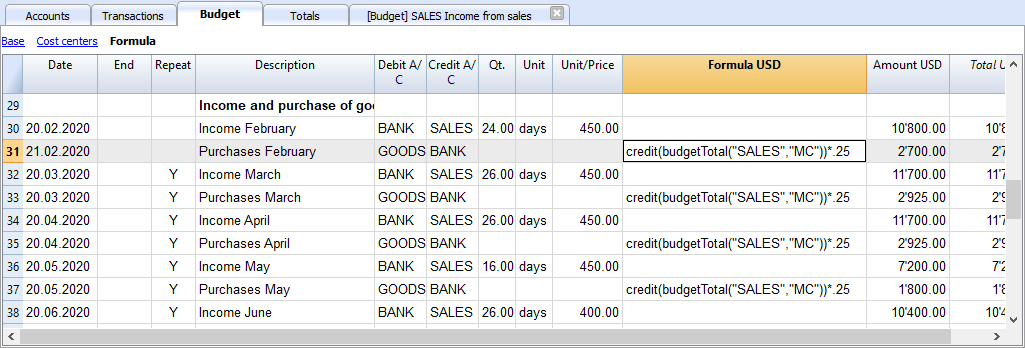 Accounts Transactions Budget Totals [Budget] SALES Income from sales
Base Cost centers Formula
Date End Repeat Description Debit A/C Credit A/C Qt. Unit Unit/Price Formula USD Amount USD Total U
29 Income and purchase of goo
30 20.02.2020 Income February BANK SALES 24.00 days 450.00 10'800.00 10'8
31 21.02.2020 Purchases February GOODS BANK credit(budgetTotal("SALES","MC"))*.25 2'700.00 2'7
32 20.03.2020 Y Income March BANK SALES 26.00 days 450.00 11'700.00 11'7
33 20.03.2020 Y Purchases March GOODS BANK credit(budgetTotal("SALES","MC"))*.25 2'925.00 2'9
34 20.04.2020 Y Income April BANK SALES 26.00 days 450.00 11'700.00 11'7
35 20.04.2020 Y Purchases April GOODS BANK credit(budgetTotal("SALES","MC"))*.25 2'925.00 2'9
36 20.05.2020 Y Income May BANK SALES 16.00 days 450.00 7'200.00 7'2
37 20.05.2020 Y Purchases May GOODS BANK credit(budgetTotal("SALES","MC"))*.25 1'800.00 1'8
38 20.06.2020 Y Income June BANK SALES 26.00 days 400.00 10'400.00 10'4